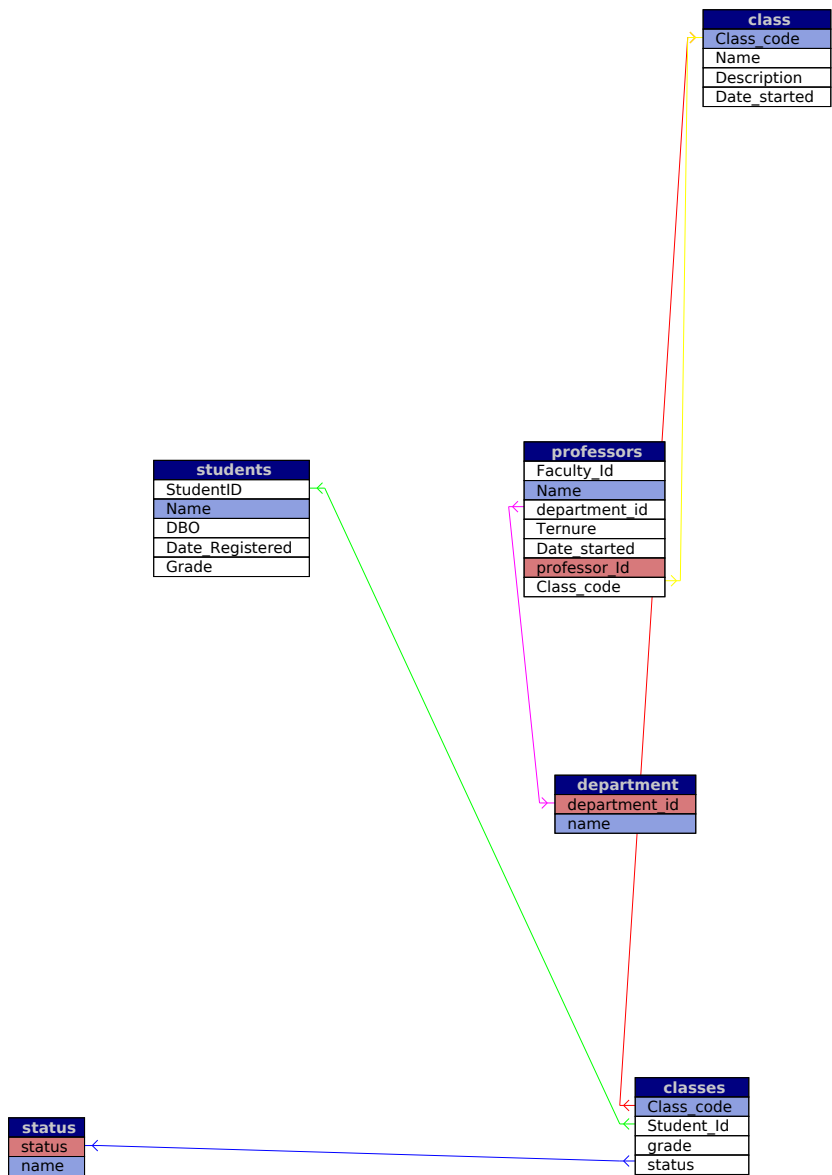 class
Class_code
Name
Description
Date_started
professors
Faculty_Id
Name
department_id
Ternure
Date_started
professor_Id
Class_code
students
StudentID
Name
DBO
Date_Registered
Grade
department
department_id
name
classes
Class_code
Student_Id
grade
status
status
status
name